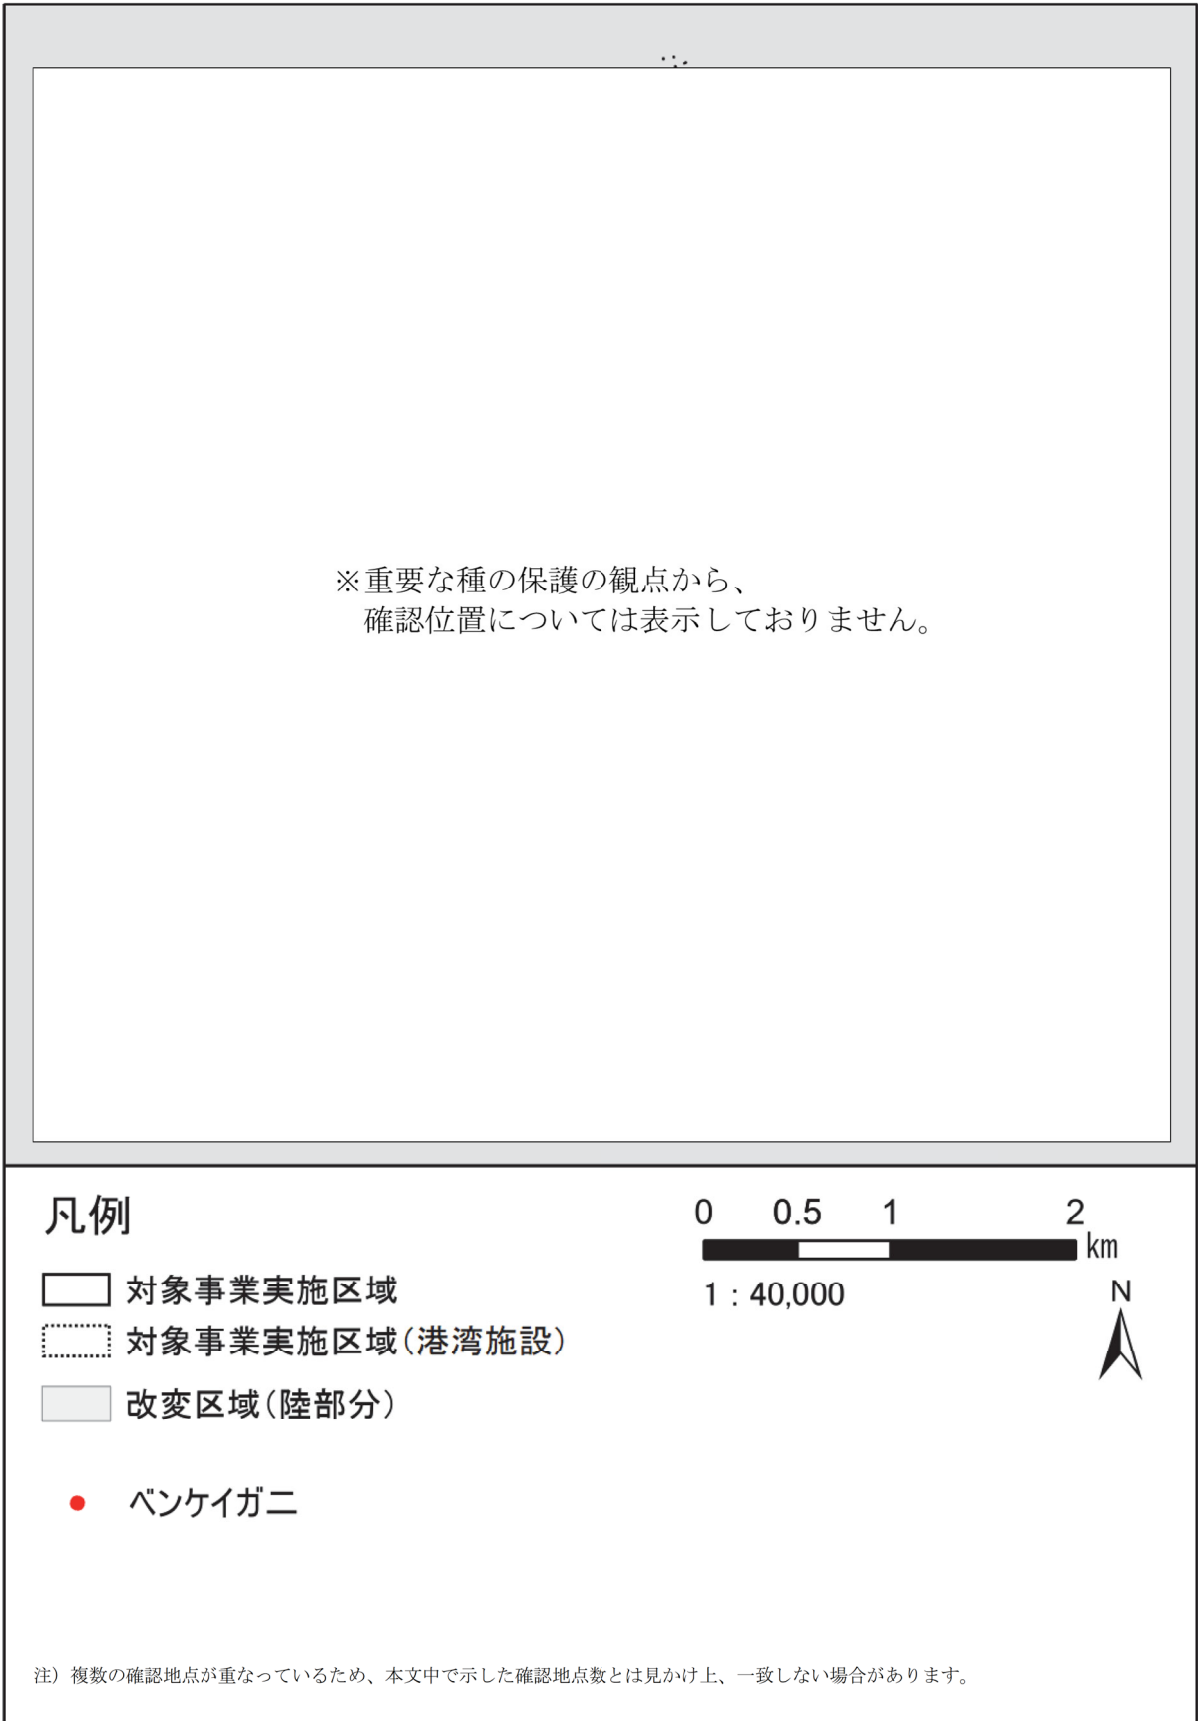 ※重要な種の保護の観点から、
確認位置については表示しておりません。
凡例
0 0.5 1 2
km
対象事業実施区域
1 : 40,000
N
対象事業実施区域(港湾施設)
改変区域(陸部分)
ベンケイガニ
注）複数の確認地点が重なっているため、本文中で示した確認地点数とは見かけ上、一致しない場合があります。